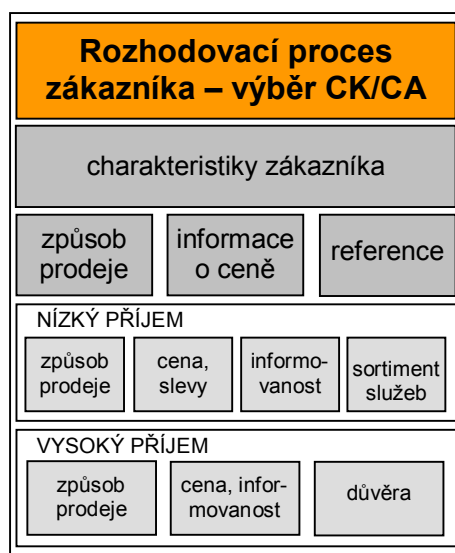 Rozhodovací proces
zákazníka – výběr CK/CA
charakteristiky zákazníka
způsob
prodeje
informace
o ceně
reference
NÍZKÝ PŘÍJEM
způsob
prodeje
cena,
slevy
informo-
vanost
sortiment
služeb
VYSOKÝ PŘÍJEM
způsob
prodeje
cena, infor-
movanost
důvěra